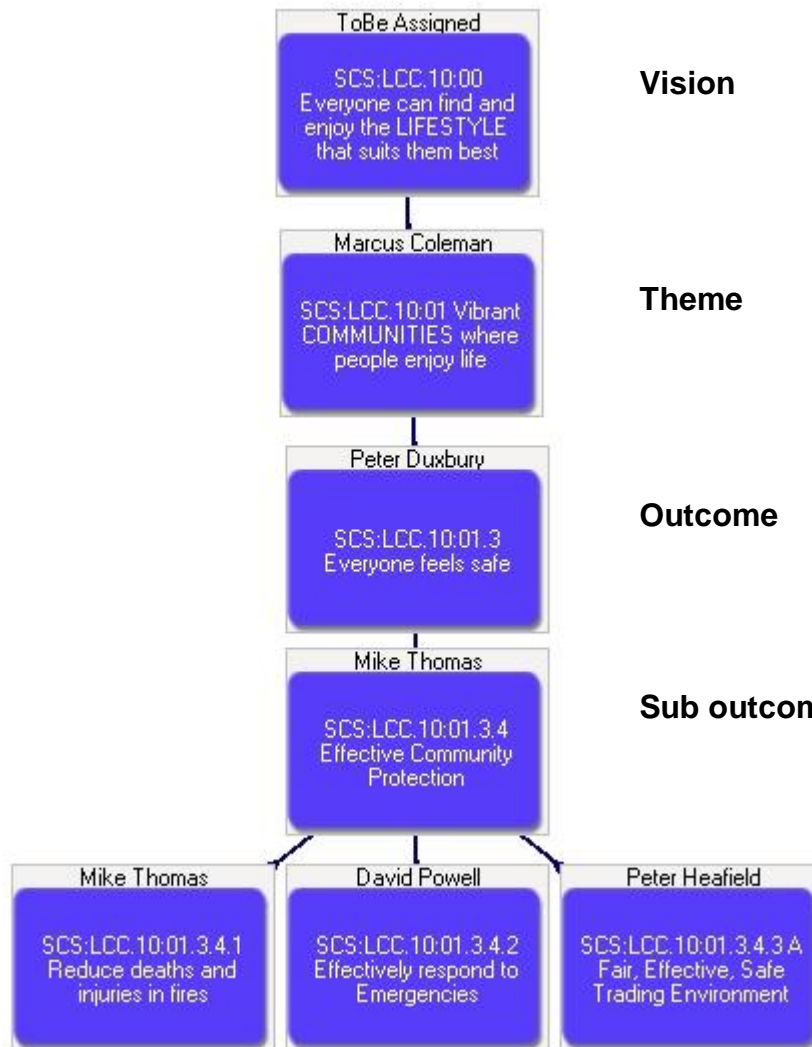 ToBe Assigned
SCS:LCC.10:00
Everyone can find and
enjoy the LIFESTYLE
that suits them best
Vision
Marcus Coleman
SCS:LCC.10:01 Vibrant
COMMUNITIES where
people enjoy life
Theme
Peter Duxbury
SCS:LCC.10:01.3
Everyone feels safe
Outcome
Mike Thomas
SCS:LCC.10:01.3.4
Effective Community
Protection
Sub outcom
Mike Thomas
SCS:LCC.10:01.3.4.1
Reduce deaths and
injuries in fires
David Powell
SCS:LCC.10:01.3.4.2
Effectively respond to
Emergencies
Peter Heafield
SCS:LCC.10:01.3.4.3 A
Fair, Effective, Safe
Trading Environment